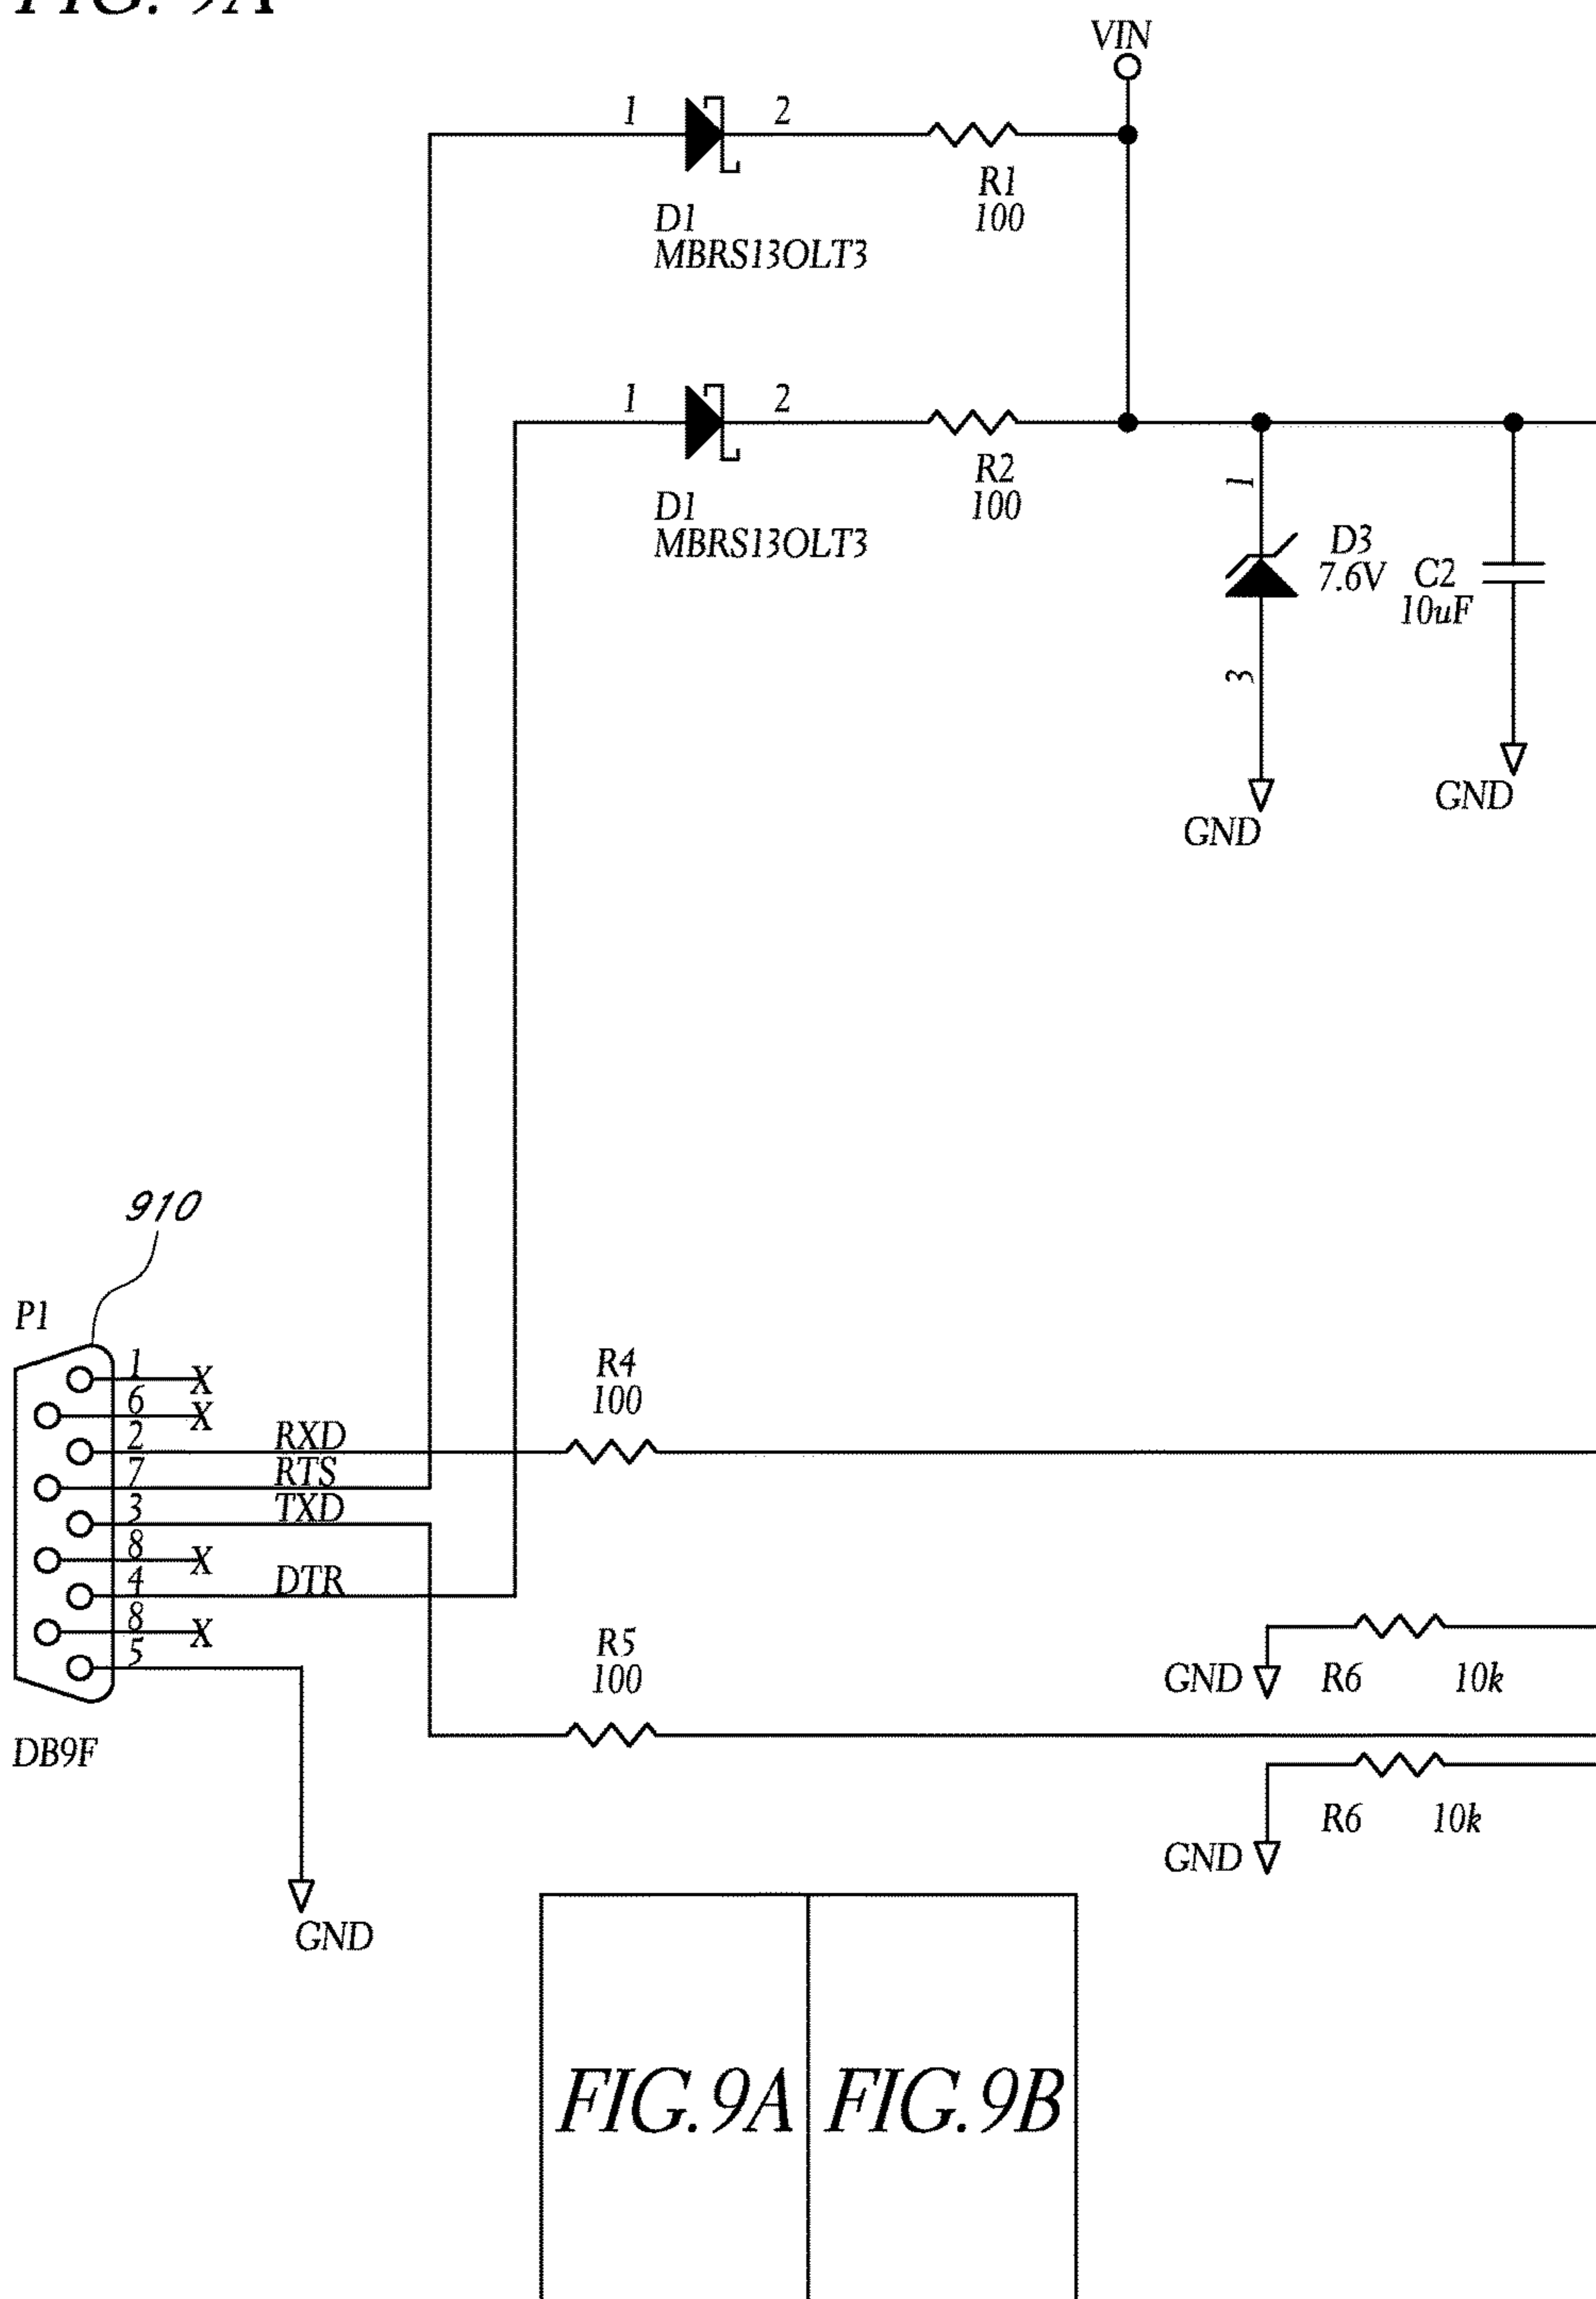 FIG. 9A
VIN
1
2
R1
100
D1
MBRS13OLT3
1
2
R2
100
D1
MBRS13OLT3
1
D3
7.6V
3
C2
10uF
GND
GND
910
P1
1
X
6
X
2
RXD
7
RTS
3
TXD
8
X
4
DTR
8
X
5
DB9F
GND
R4
100
R5
100
GND
R6
10k
GND
R6
10k
FIG. 9A
FIG. 9B